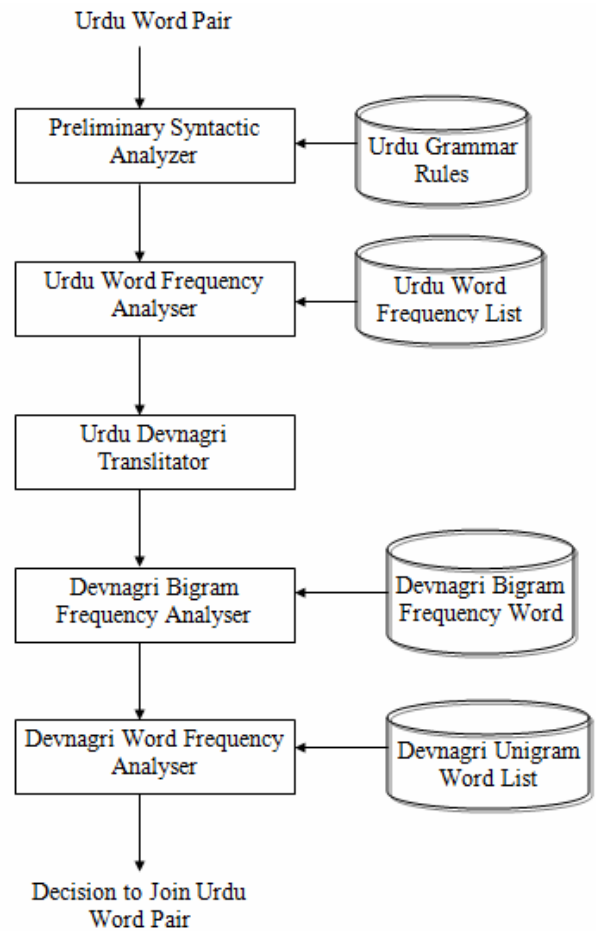 Urdu Word Pair
Preliminary Syntactic
Analyzer
Urdu Grammar
Rules
Urdu Word Frequency
Analyser
Urdu Word
Frequency List
Urdu Devnagri
Translitator
Devnagri Bigram
Frequency Analyser
Devnagri Bigram
Frequency Word
Devnagri Word Frequency
Analyser
Devnagri Unigram
Word List
Decision to Join Urdu
Word Pair